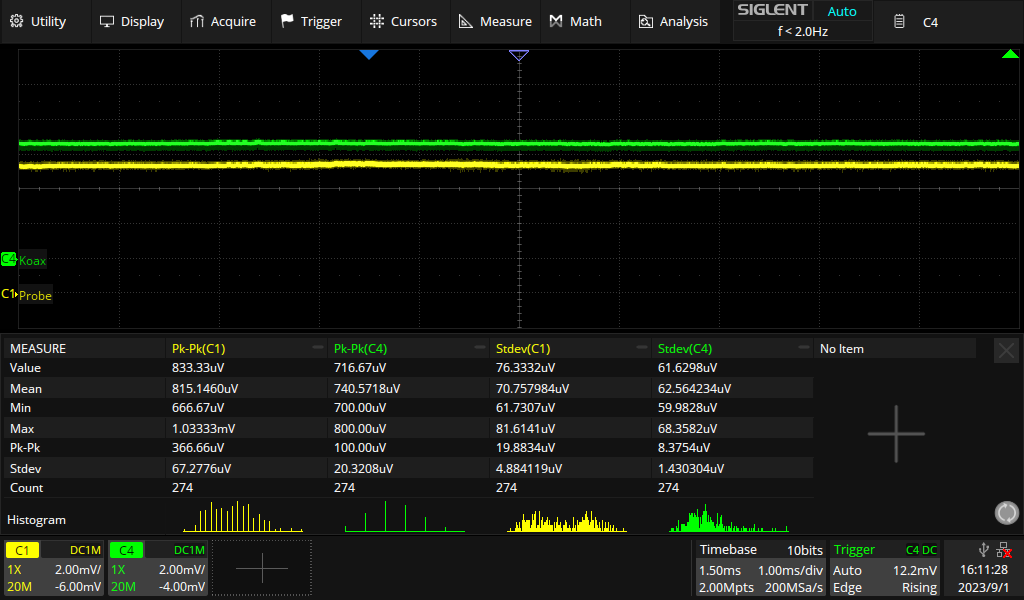 Utility Display Acquire Trigger Cursors Measure Math Analysis SIGLENT Auto C4
f < 2.0Hz
C4 Koax
C1 Probe
MEASURE Pk-Pk(C1) Pk-Pk(C4) Stdev(C1) Stdev(C4) No Item
Value 833.33uV 716.67uV 76.3332uV 61.6298uV
Mean 815.1460uV 740.5718uV 70.757984uV 62.564234uV
Min 666.67uV 700.00uV 61.7307uV 59.9828uV
Max 1.03333mV 800.00uV 81.6141uV 68.3582uV
Pk-Pk 366.66uV 100.00uV 19.8834uV 8.3754uV
Stdev 67.2776uV 20.3208uV 4.884119uV 1.430304uV
Count 274 274 274 274
Histogram
C1 DC1M C4 DC1M Timebase 10bits Trigger C4 DC
1X 2.00mV/ 1X 2.00mV/ 1.50ms 1.00ms/div Auto 12.2mV 16:11:28
20M -6.00mV/ 20M -4.00mV/ 2.00Mpts 200MSa/s Edge Rising 2023/9/1